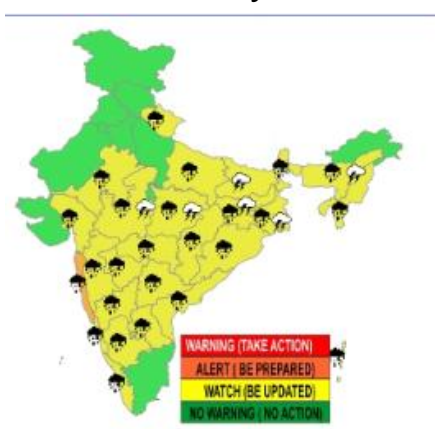 WARNING (TAKE ACTION)
ALERT ( BE PREPARED)
WATCH (BE UPDATED)
NO WARNING ( NO ACTION)